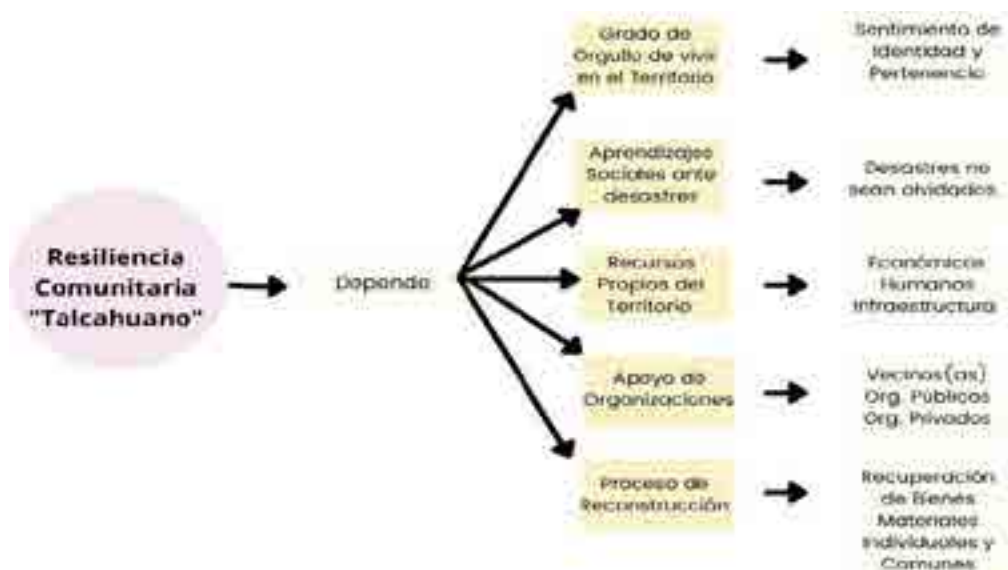 Resiliencia
Comunitaria
"Talcahuano"
Depende
Grado de
Orgullo de vivir
en el Territorio
Sentimiento de
Identidad y
Pertenencia
Aprendizajes
Sociales ante
desastres
Desastres no
sean olvidados
Recursos
Propios del
Territorio
Económicos
Humanos
Infraestructura
Apoyo de
Organizaciones
Vecinos(as)
Org. Públicos
Org. Privados
Proceso de
Reconstrucción
Recuperación
de Bienes
Materiales
Individuales y
Comunes